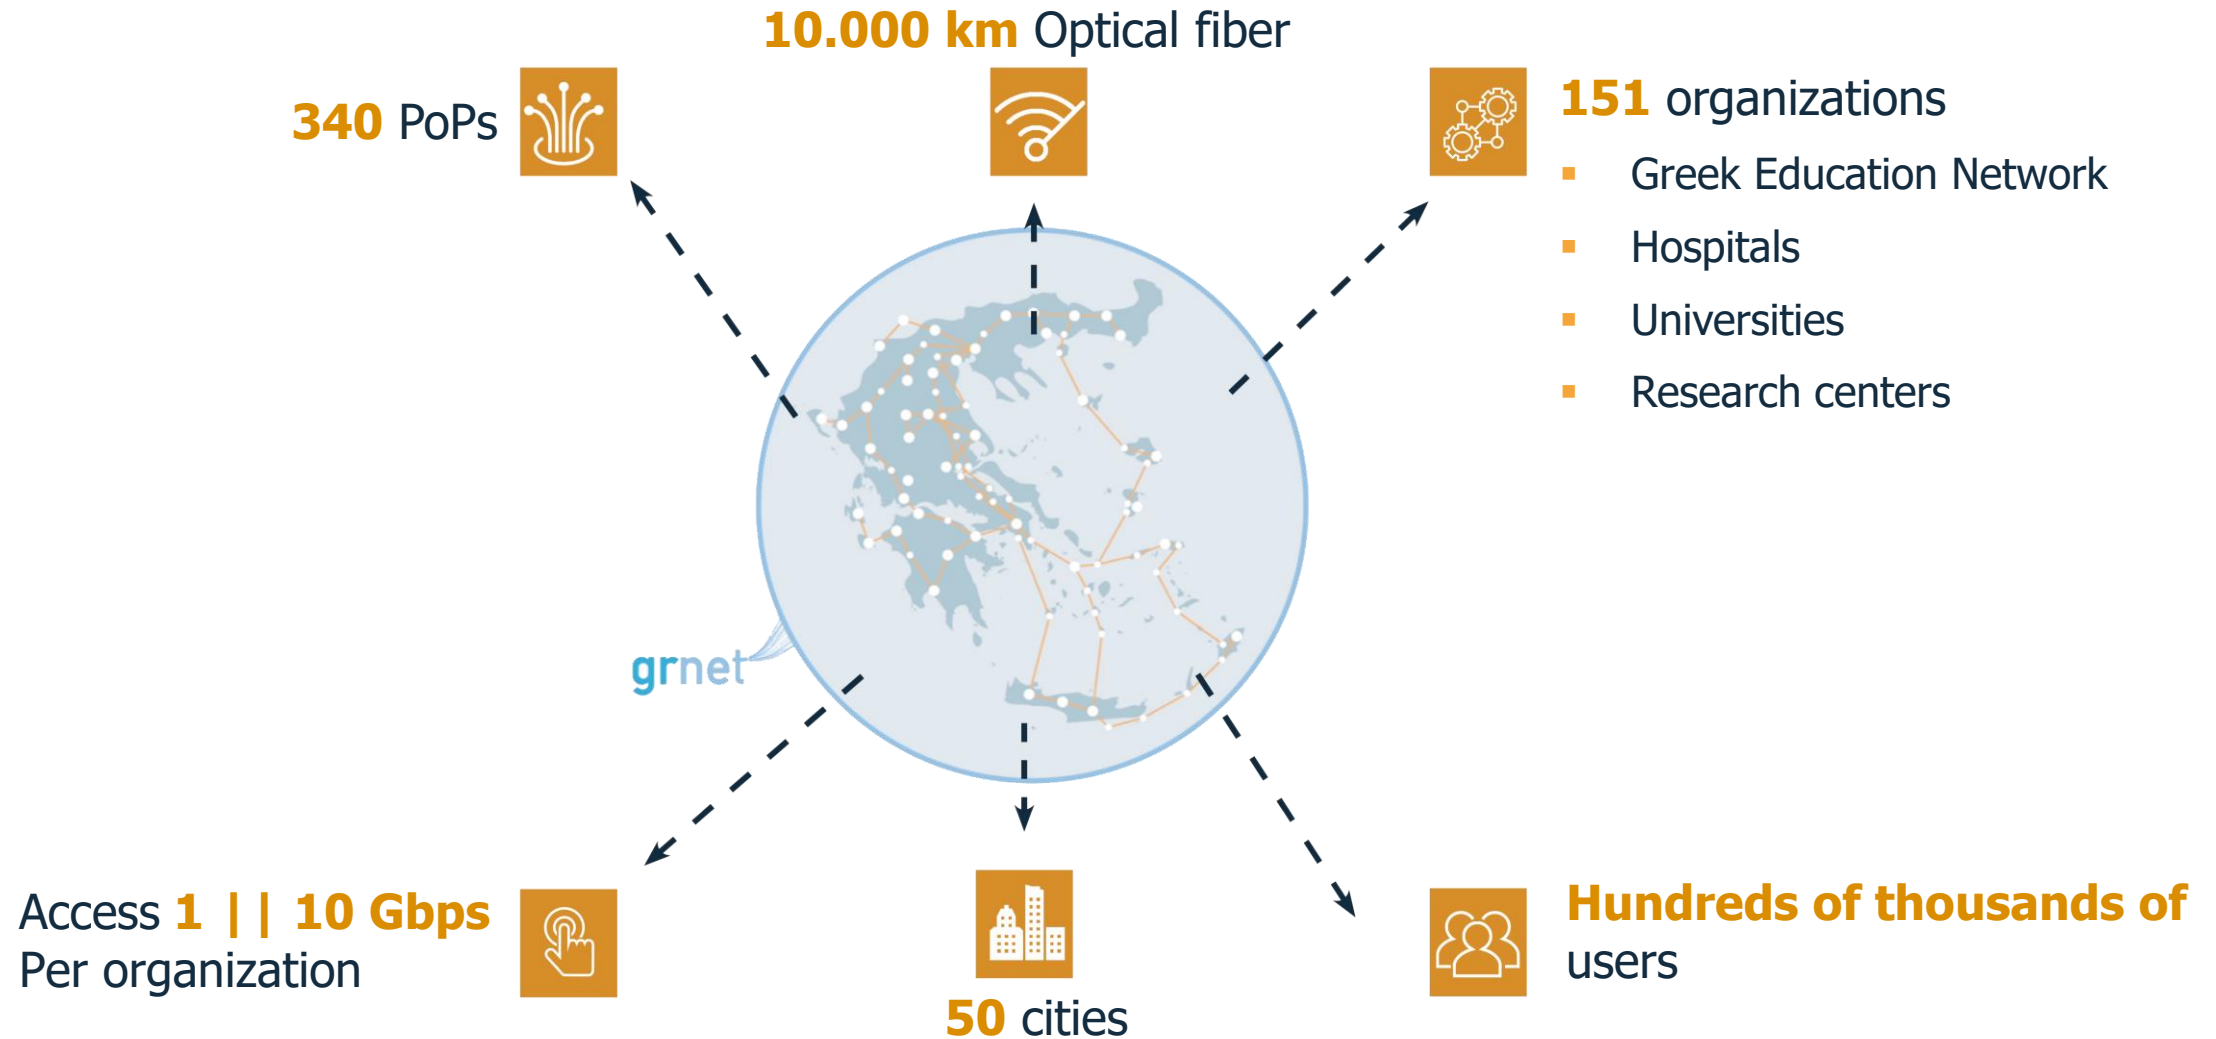 10.000 km Optical fiber
340 PoPs
151 organizations
Greek Education Network
Hospitals
Universities
Research centers
grnet
Access 1 || 10 Gbps
Per organization
50 cities
Hundreds of thousands of
users